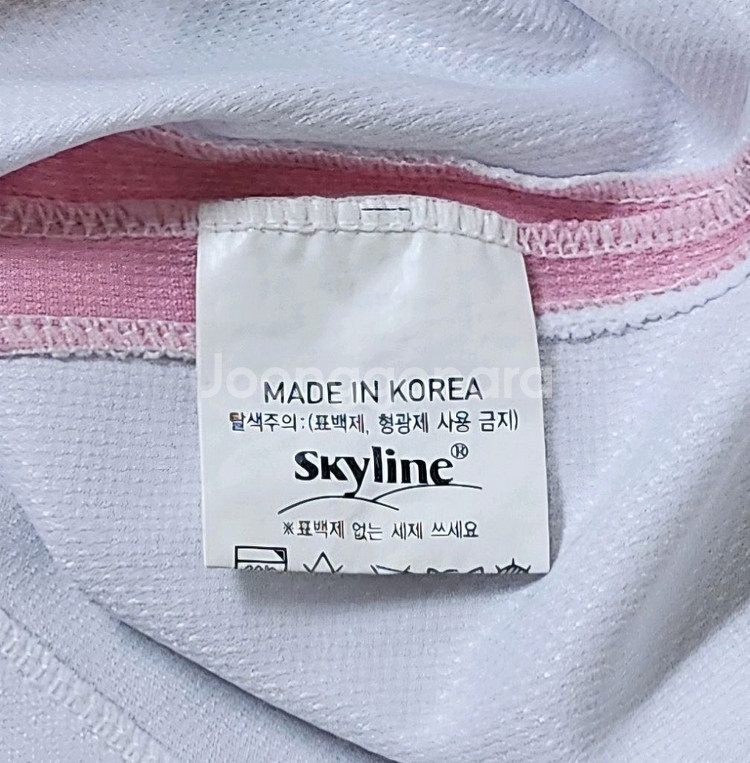 Joonggonara
MADE IN KOREA
탈색주의:(표백제, 형광제 사용 금지)
Skyline®
※표백제 없는 세제 쓰세요